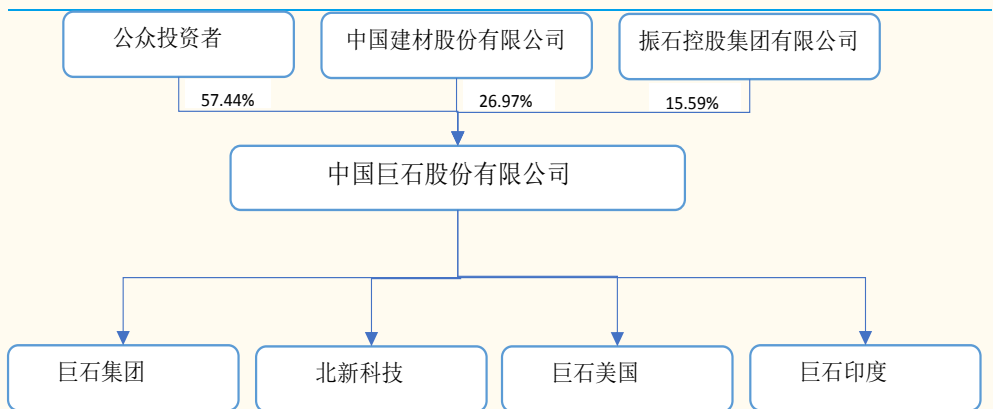 公众投资者
中国建材股份有限公司
振石控股集团有限公司
57.44%
26.97%
15.59%
中国巨石股份有限公司
巨石集团
北新科技
巨石美国
巨石印度